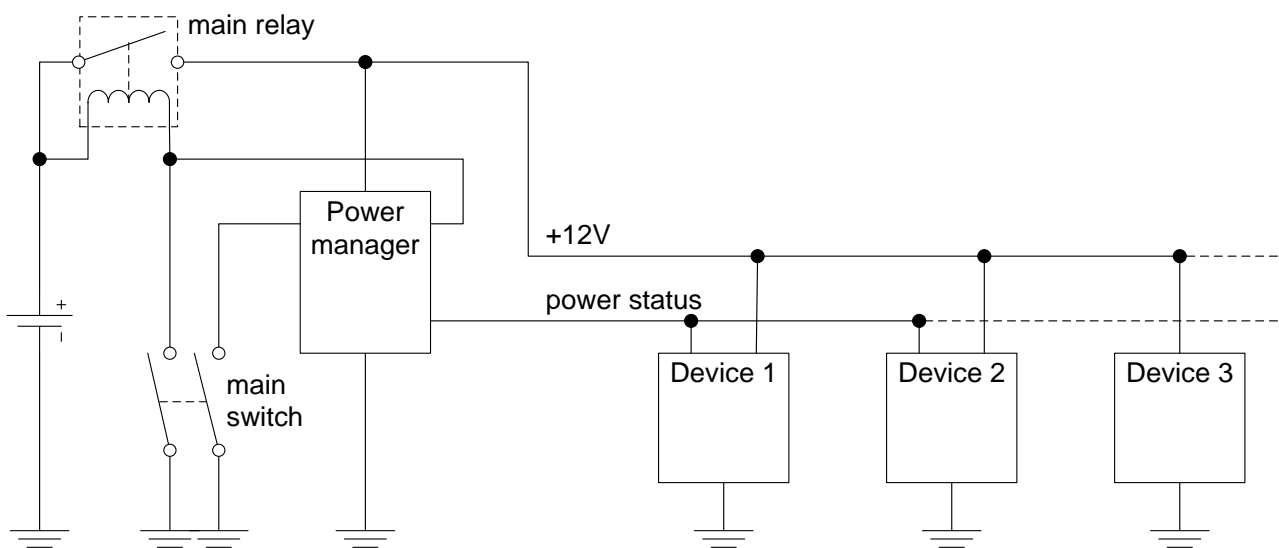 main relay
Power
manager
+12V
power status
+
-
main
switch
Device 1
Device 2
Device 3